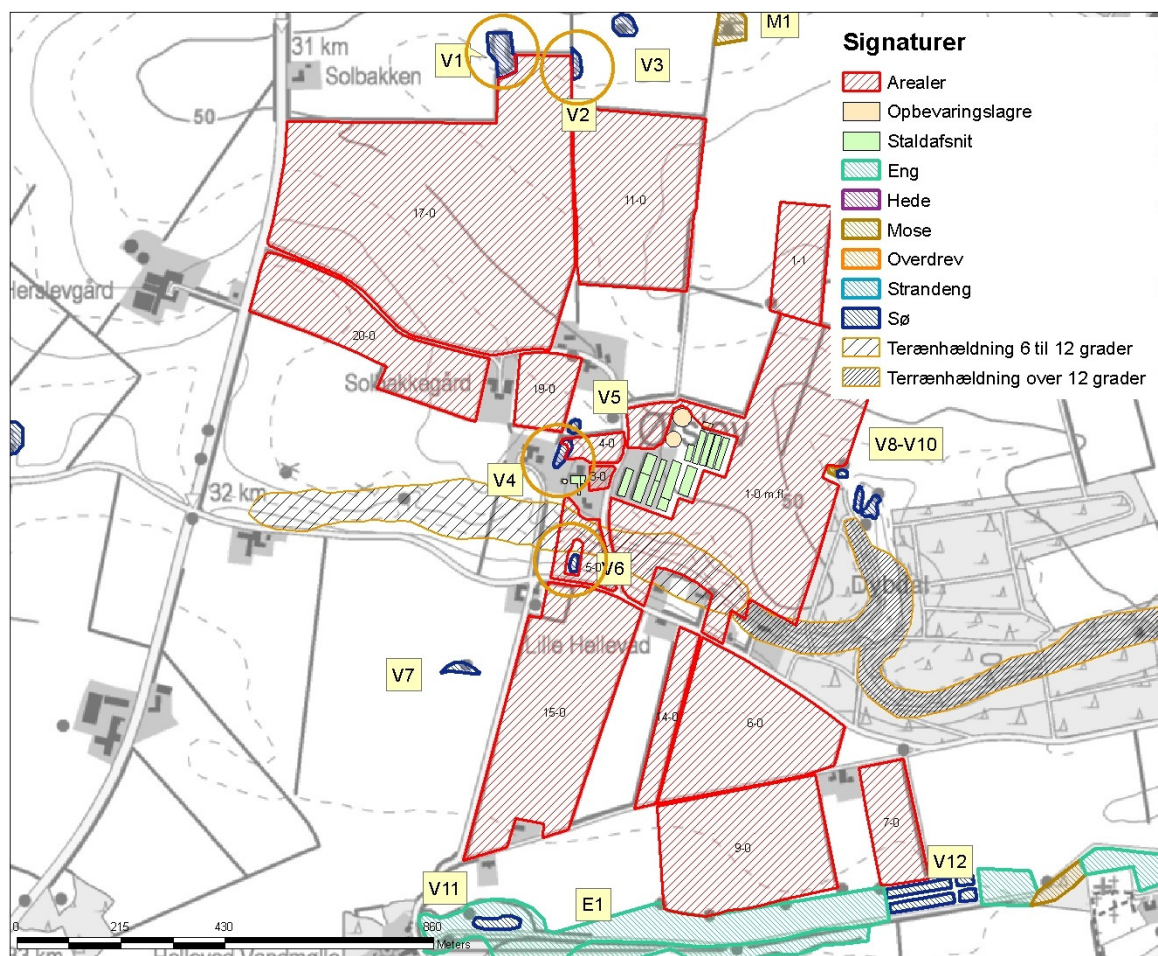 M1
31 km
Solbakken
V1
V3
V2
50
Signaturer
Arealer
Opbevaringslagre
Staldafsnit
Eng
Hede
Mose
Overdrev
Strandeng
Sø
Terænhældning 6 til 12 grader
Terrænhældning over 12 grader
17-0
11-0
1-1
Herslevgård
20-0
Solbakkegård
19-0
V5
4-0
V4
3-0
V8-V10
32 km
1-0 m.fl
50
5-0
V6
Dybdal
Lille Hellevad
V7
15-0
14-0
6-0
9-0
7-0
V12
V11
E1
0 215 430 860
Meters
Hellevad Vandmølle